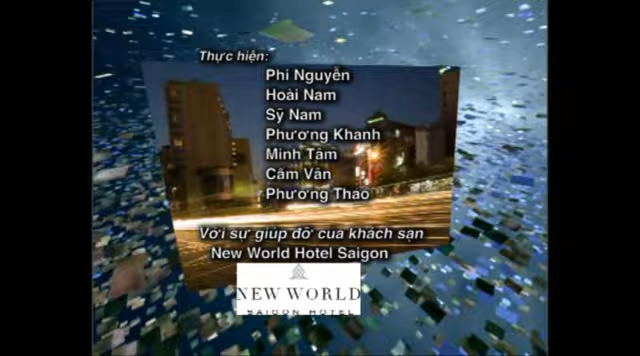 Thực hiện:
Phi Nguyễn
Hoài Nam
Sỹ Nam
Phương Khanh
Minh Tâm
Cẩm Vân
Phương Thảo
Với sự giúp đỡ của khách sạn
New World Hotel Saigon
NEW WORLD
SAIGON HOTEL